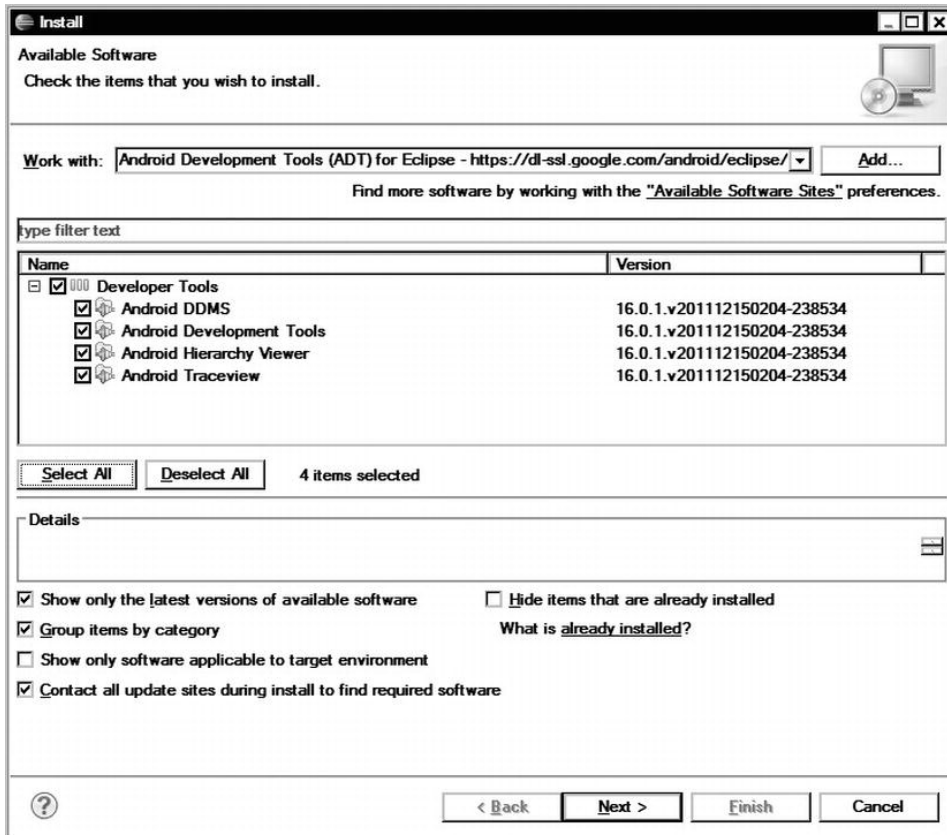 Install
Available Software
Check the items that you wish to install.
Work with: Android Development Tools (ADT) for Eclipse - https://dl-ssl.google.com/android/eclipse/ Add...
Find more software by working with the "Available Software Sites" preferences.
type filter text
Name Version
Developer Tools
Android DDMS 16.0.1.v201112150204-238534
Android Development Tools 16.0.1.v201112150204-238534
Android Hierarchy Viewer 16.0.1.v201112150204-238534
Android Traceview 16.0.1.v201112150204-238534
Select All Deselect All 4 items selected
Details
Show only the latest versions of available software Hide items that are already installed
Group items by category What is already installed?
Show only software applicable to target environment
Contact all update sites during install to find required software
? < Back Next > Finish Cancel